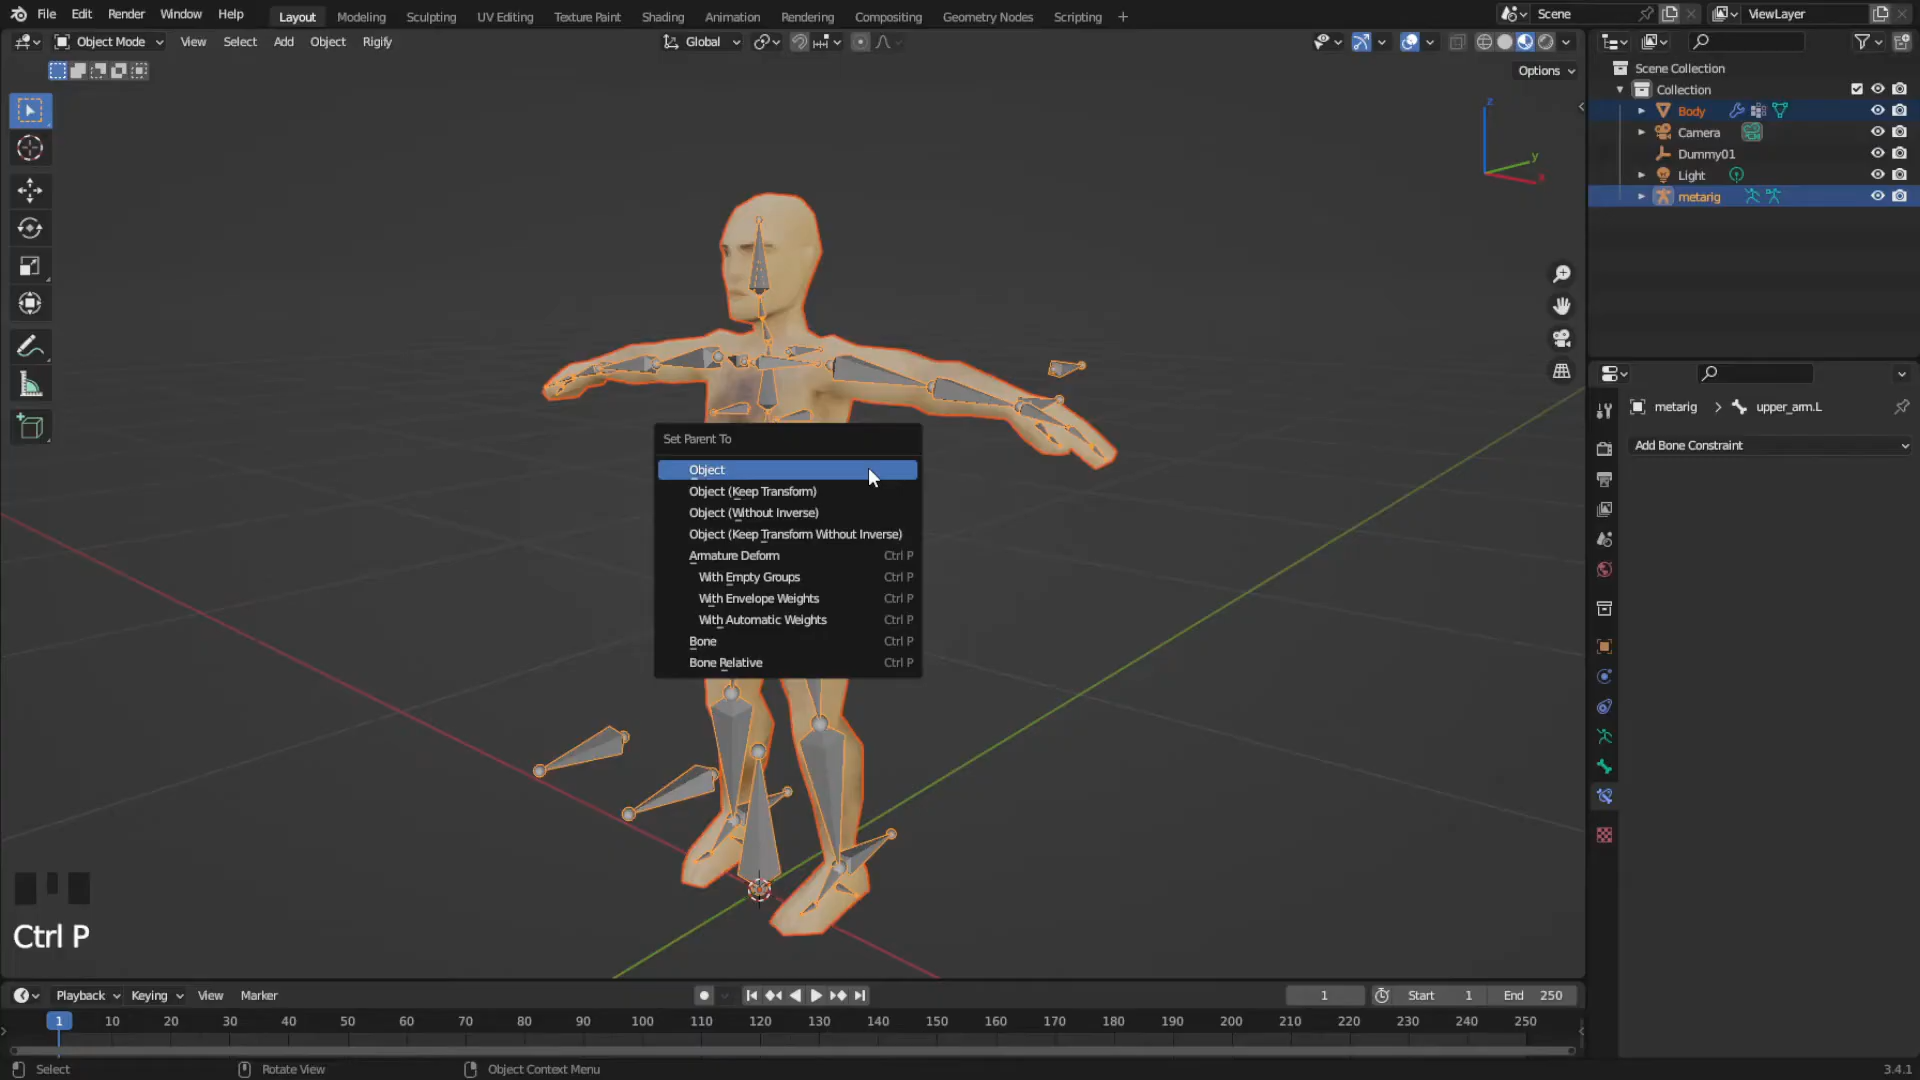 File Edit Render Window Help Layout Modeling Sculpting UV Editing Texture Paint Shading Animation Rendering Compositing Geometry Nodes Scripting + Scene ViewLayer
Object Mode View Select Add Object Rigify Global
Options
Scene Collection
Collection
Body
Camera
Dummy01
Light
metarig
z
y
x
metarig > upper_arm.L
Add Bone Constraint
Set Parent To
Object
Object (Keep Transform)
Object (Without Inverse)
Object (Keep Transform Without Inverse)
Armature Deform Ctrl P
With Empty Groups Ctrl P
With Envelope Weights Ctrl P
With Automatic Weights Ctrl P
Bone Ctrl P
Bone Relative Ctrl P
Ctrl P
Playback Keying View Marker 1 Start 1 End 250
1 10 20 30 40 50 60 70 80 90 100 110 120 130 140 150 160 170 180 190 200 210 220 230 240 250
Select Rotate View Object Context Menu 3.4.1